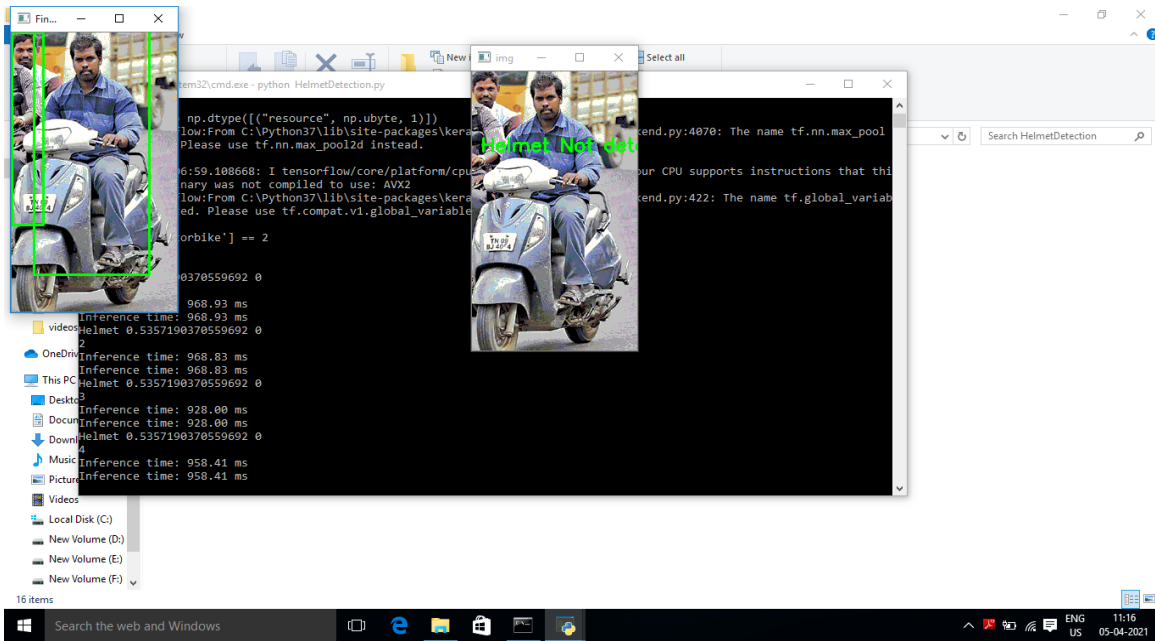 Fin...
New i
Select all
img
tem32\cmd.exe - python HelmetDetection.py
np.dtype([("resource", np.ubyte, 1)])
flow:From C:\Python37\lib\site-packages\kera
kend.py:4070: The name tf.nn.max_pool
Please use tf.nn.max_pool2d instead.
Helmet Not dete
Search HelmetDetection
06:59.108668: I tensorflow/core/platform/cpu
our CPU supports instructions that thi
nary was not compiled to use: AVX2
flow:From C:\Python37\lib\site-packages\kera
kend.py:422: The name tf.global_variab
ed. Please use tf.compat.v1.global_variable
torbike'] == 2
0370559692 0
968.93 ms
Inference time: 968.93 ms
Helmet 0.5357190370559692 0
2
Inference time: 968.83 ms
Inference time: 968.83 ms
Helmet 0.5357190370559692 0
3
Inference time: 928.00 ms
Inference time: 928.00 ms
Helmet 0.5357190370559692 0
4
Inference time: 958.41 ms
Inference time: 958.41 ms
TN 09
videos
OneDriv
This PC
Deskto
Docun
Downl
Music
Picture
Videos
Local Disk (C:)
New Volume (D:)
New Volume (E:)
New Volume (F:)
16 items
Search the web and Windows
ENG
US
11:16
05-04-2021